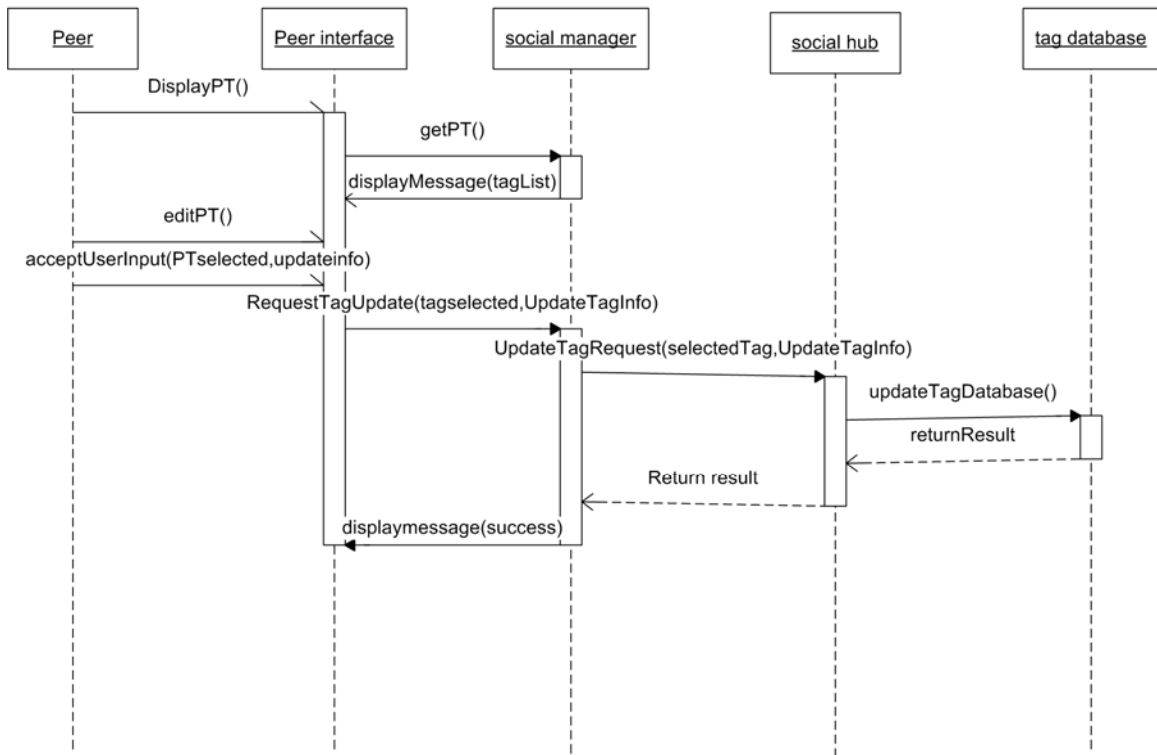 Peer
Peer interface
social manager
social hub
tag database
DisplayPT()
getPT()
displayMessage(tagList)
editPT()
acceptUserInput(PTselected,updateinfo)
RequestTagUpdate(tagselected,UpdateTagInfo)
UpdateTagRequest(selectedTag,UpdateTagInfo)
updateTagDatabase()
returnResult
Return result
displaymessage(success)